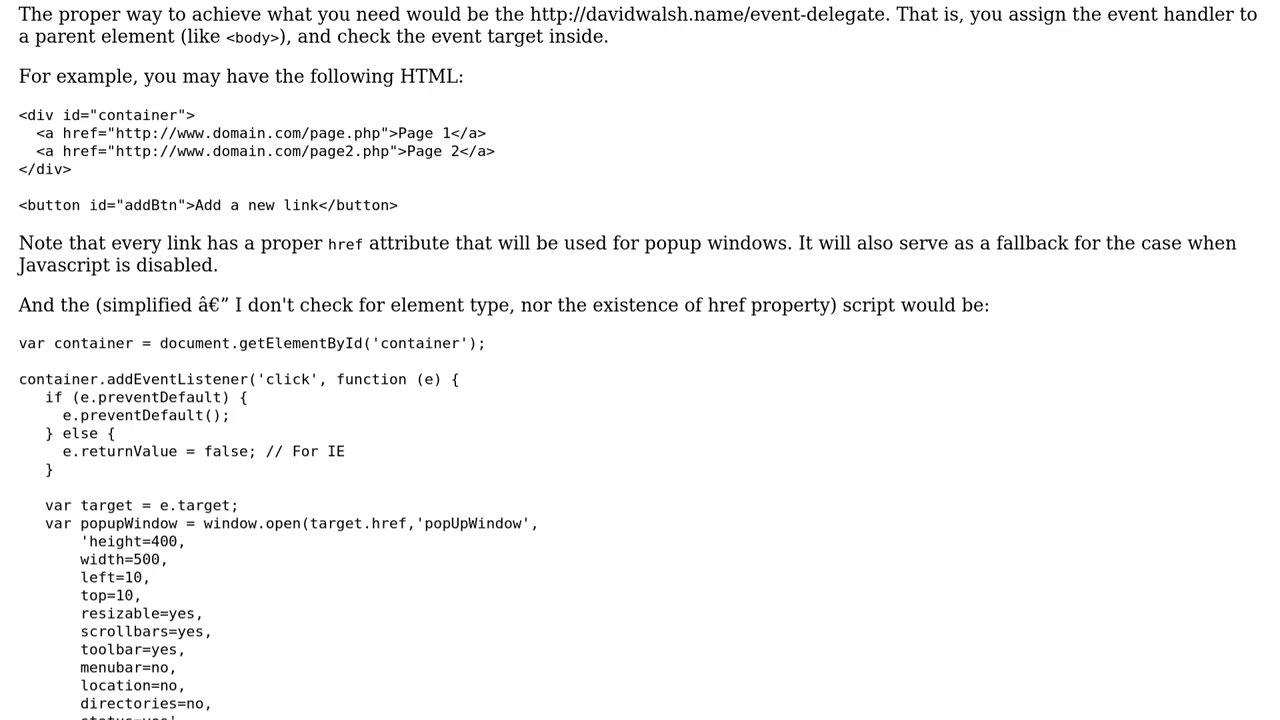 The proper way to achieve what you need would be the http://davidwalsh.name/event-delegate. That is, you assign the event handler to
a parent element (like <body>), and check the event target inside.
For example, you may have the following HTML:
<div id="container">
  <a href="http://www.domain.com/page.php">Page 1</a>
  <a href="http://www.domain.com/page2.php">Page 2</a>
</div>
<button id="addBtn">Add a new link</button>
Note that every link has a proper href attribute that will be used for popup windows. It will also serve as a fallback for the case when
Javascript is disabled.
And the (simplified â€” I don't check for element type, nor the existence of href property) script would be:
var container = document.getElementById('container');
container.addEventListener('click', function (e) {
   if (e.preventDefault) {
     e.preventDefault();
   } else {
     e.returnValue = false; // For IE
   }
   var target = e.target;
   var popupWindow = window.open(target.href,'popUpWindow',
       'height=400,
       width=500,
       left=10,
       top=10,
       resizable=yes,
       scrollbars=yes,
       toolbar=yes,
       menubar=no,
       location=no,
       directories=no,